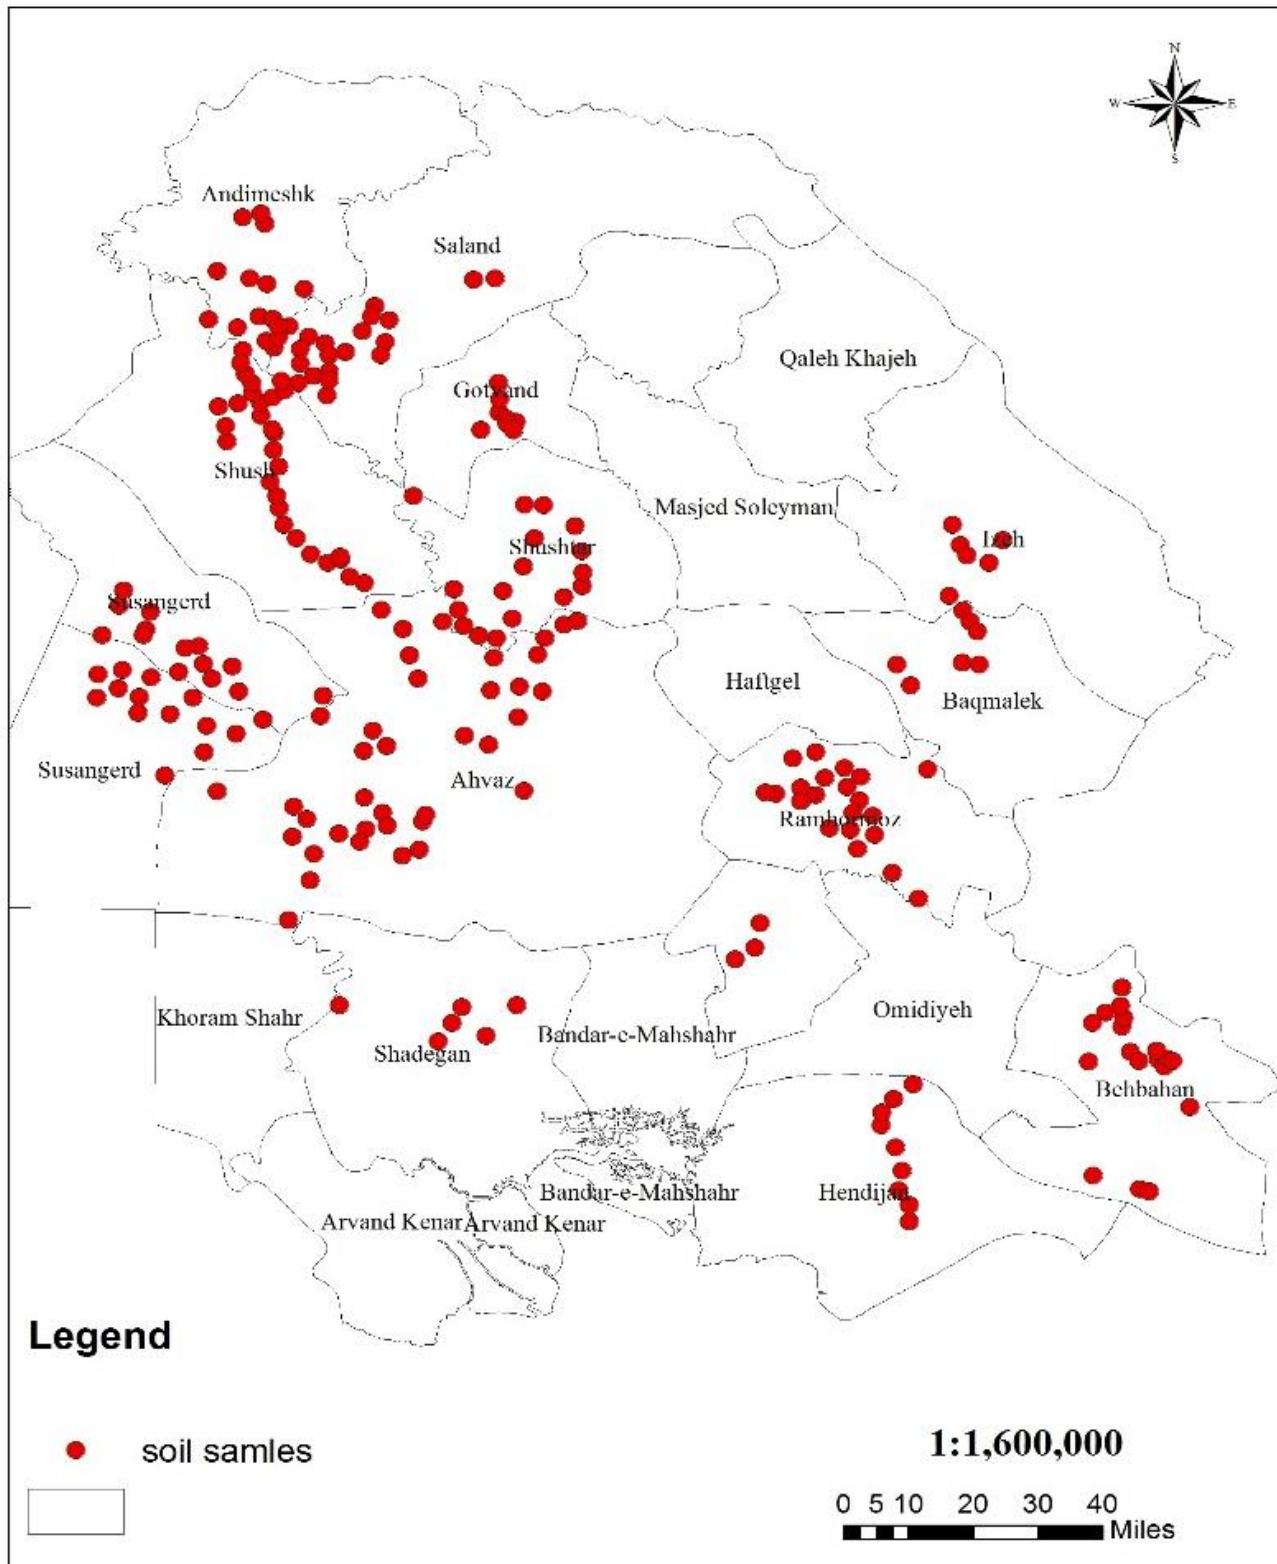 N
W E
S
Andimeshk
Saland
Qaleh Khajeh
Gotvand
Shush
Masjed Soleyman
Izeh
Shushtar
Susangerd
Haftgel
Baqmalek
Susangerd
Ahvaz
Ramhormoz
Omidiyeh
Khoram Shahr
Bandar-e-Mahshahr
Shadegan
Behbahan
Bandar-e-Mahshahr
Hendijan
Arvand Kenar Arvand Kenar
Legend
soil samles
1:1,600,000
0 5 10 20 30 40
Miles